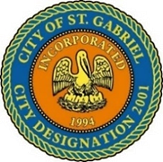 CITY OF ST. GABRIEL
INCORPORATED
1994
CITY DESIGNATION 2001